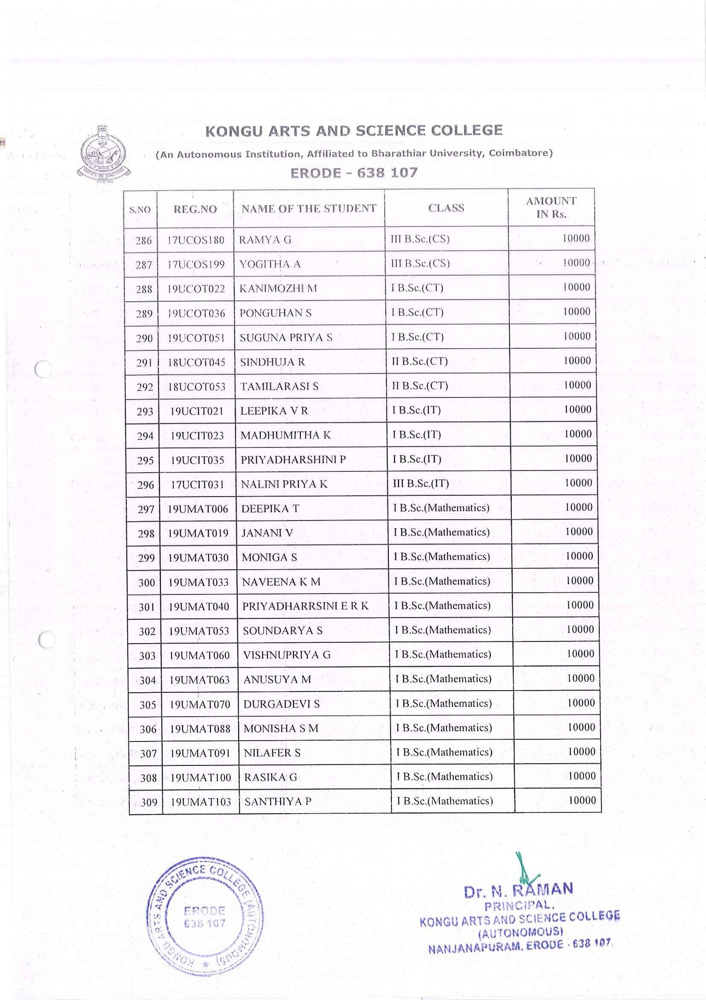 KONGU ARTS AND SCIENCE COLLEGE
(An Autonomous Institution, Affiliated to Bharathiar University, Coimbatore)
ERODE - 638 107
S.NO REG.NO NAME OF THE STUDENT CLASS AMOUNT IN Rs.
286 17UCOS180 RAMYA G III B.Sc.(CS) 10000
287 17UCOS199 YOGITHA A III B.Sc.(CS) 10000
288 19UCOT022 KANIMOZHI M I B.Sc.(CT) 10000
289 19UCOT036 PONGUHAN S I B.Sc.(CT) 10000
290 19UCOT051 SUGUNA PRIYA S I B.Sc.(CT) 10000
291 18UCOT045 SINDHUJA R II B.Sc.(CT) 10000
292 18UCOT053 TAMILARASI S II B.Sc.(CT) 10000
293 19UCIT021 LEEPIKA V R I B.Sc.(IT) 10000
294 19UCIT023 MADHUMITHA K I B.Sc.(IT) 10000
295 19UCIT035 PRIYADHARSHINI P I B.Sc.(IT) 10000
296 17UCIT031 NALINI PRIYA K III B.Sc.(IT) 10000
297 19UMAT006 DEEPIKA T I B.Sc.(Mathematics) 10000
298 19UMAT019 JANANI V I B.Sc.(Mathematics) 10000
299 19UMAT030 MONIGA S I B.Sc.(Mathematics) 10000
300 19UMAT033 NAVEENA K M I B.Sc.(Mathematics) 10000
301 19UMAT040 PRIYADHARRSINI E R K I B.Sc.(Mathematics) 10000
302 19UMAT053 SOUNDARYA S I B.Sc.(Mathematics) 10000
303 19UMAT060 VISHNUPRIYA G I B.Sc.(Mathematics) 10000
304 19UMAT063 ANUSUYA M I B.Sc.(Mathematics) 10000
305 19UMAT070 DURGADEVI S I B.Sc.(Mathematics) 10000
306 19UMAT088 MONISHA S M I B.Sc.(Mathematics) 10000
307 19UMAT091 NILAFER S I B.Sc.(Mathematics) 10000
308 19UMAT100 RASIKA G I B.Sc.(Mathematics) 10000
309 19UMAT103 SANTHIYA P I B.Sc.(Mathematics) 10000
KONGU ARTS AND SCIENCE COLLEGE (AUTONOMOUS)
ERODE
638 107
Dr. N. RAMAN
PRINCIPAL,
KONGU ARTS AND SCIENCE COLLEGE
(AUTONOMOUS)
NANJANAPURAM, ERODE - 638 107.